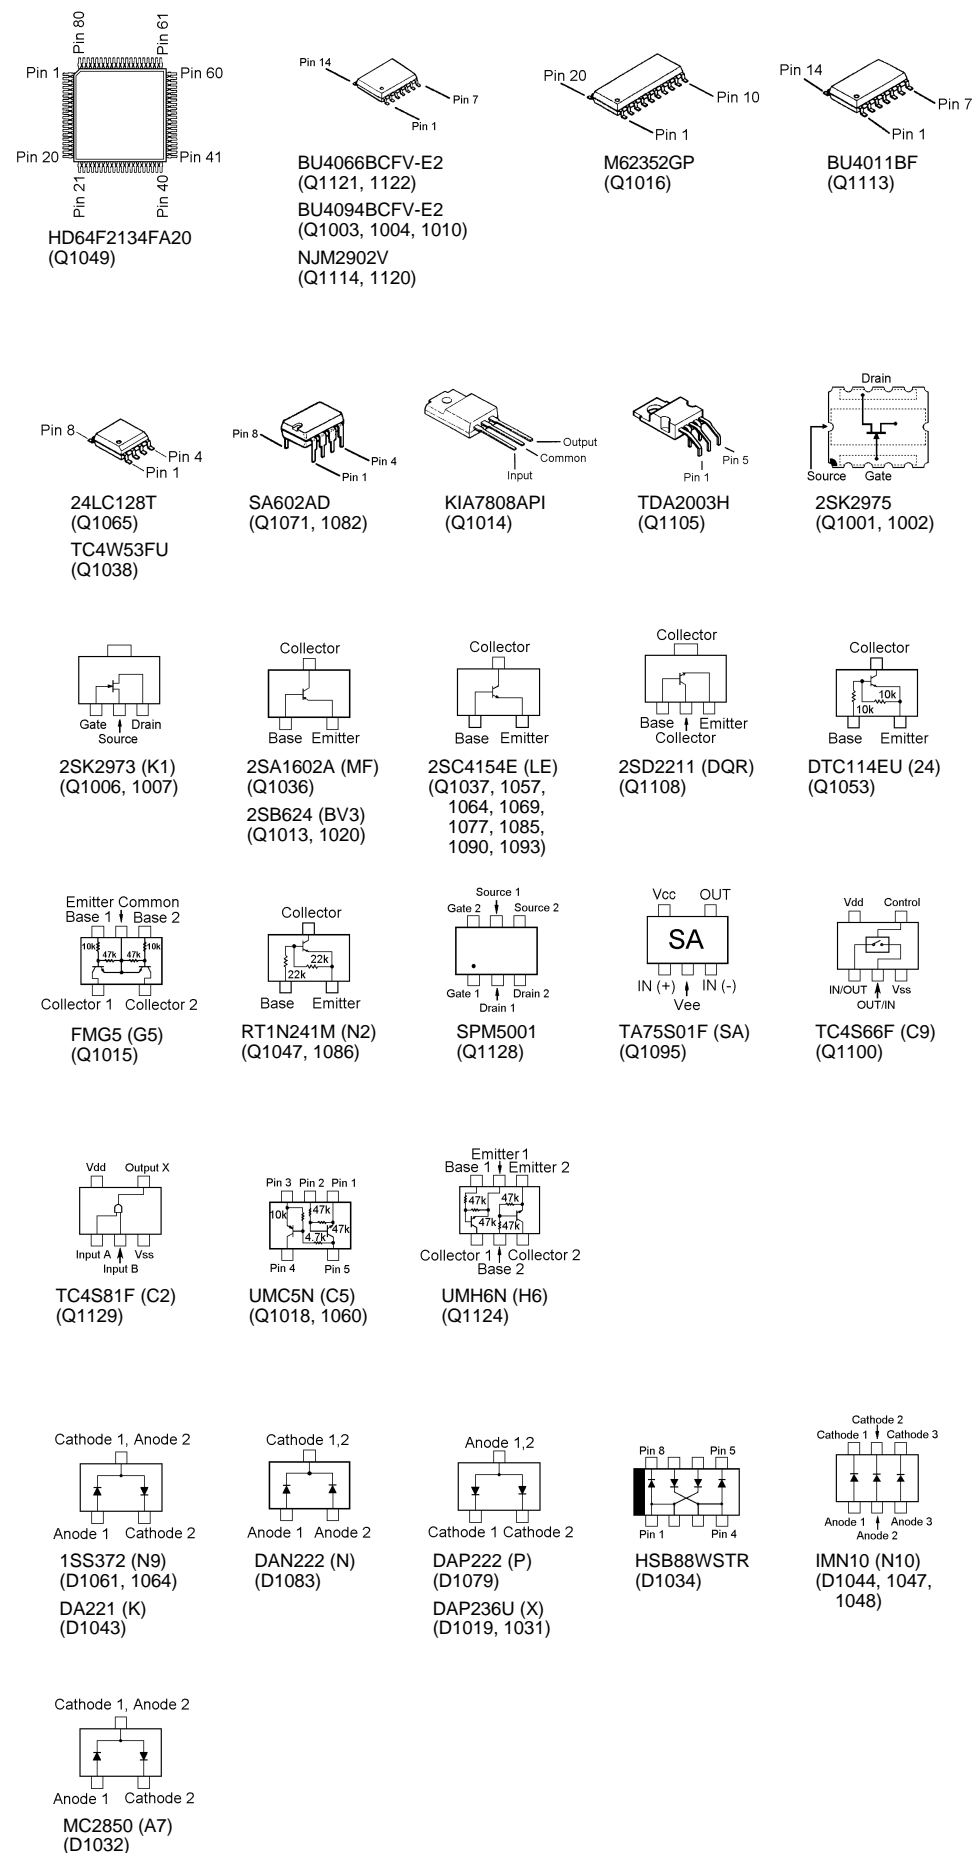 Pin 80
Pin 61
Pin 1
Pin 60
Pin 20
Pin 41
Pin 21
Pin 40
HD64F2134FA20
(Q1049)
Pin 14
Pin 7
Pin 1
BU4066BCFV-E2
(Q1121, 1122)
BU4094BCFV-E2
(Q1003, 1004, 1010)
NJM2902V
(Q1114, 1120)
Pin 20
Pin 10
Pin 1
M62352GP
(Q1016)
Pin 14
Pin 7
Pin 1
BU4011BF
(Q1113)
Pin 8
Pin 4
Pin 1
24LC128T
(Q1065)
TC4W53FU
(Q1038)
Pin 8
Pin 4
Pin 1
SA602AD
(Q1071, 1082)
Output
Common
Input
KIA7808API
(Q1014)
Pin 5
Pin 1
TDA2003H
(Q1105)
Drain
Source Gate
2SK2975
(Q1001, 1002)
Gate Drain
Source
2SK2973 (K1)
(Q1006, 1007)
Collector
Base Emitter
2SA1602A (MF)
(Q1036)
2SB624 (BV3)
(Q1013, 1020)
Collector
Base Emitter
2SC4154E (LE)
(Q1037, 1057,
1064, 1069,
1077, 1085,
1090, 1093)
Collector
Base Emitter
Collector
2SD2211 (DQR)
(Q1108)
Collector
10k
10k
Base Emitter
DTC114EU (24)
(Q1053)
Emitter Common
Base 1 Base 2
10k 10k
47k 47k
Collector 1 Collector 2
FMG5 (G5)
(Q1015)
Collector
22k
22k
Base Emitter
RT1N241M (N2)
(Q1047, 1086)
Source 1
Gate 2 Source 2
Gate 1 Drain 2
Drain 1
SPM5001
(Q1128)
Vcc OUT
SA
IN (+) IN (-)
Vee
TA75S01F (SA)
(Q1095)
Vdd Control
IN/OUT Vss
OUT/IN
TC4S66F (C9)
(Q1100)
Vdd Output X
Input A Vss
Input B
TC4S81F (C2)
(Q1129)
Pin 3 Pin 2 Pin 1
10k 47k
47k
4.7k
Pin 4 Pin 5
UMC5N (C5)
(Q1018, 1060)
Emitter 1
Base 1 Emitter 2
47k 47k
47k 47k
Collector 1 Collector 2
Base 2
UMH6N (H6)
(Q1124)
Cathode 1, Anode 2
Anode 1 Cathode 2
1SS372 (N9)
(D1061, 1064)
DA221 (K)
(D1043)
Cathode 1,2
Anode 1 Anode 2
DAN222 (N)
(D1083)
Anode 1,2
Cathode 1 Cathode 2
DAP222 (P)
(D1079)
DAP236U (X)
(D1019, 1031)
Pin 8 Pin 5
Pin 1 Pin 4
HSB88WSTR
(D1034)
Cathode 2
Cathode 1 Cathode 3
Anode 1 Anode 3
Anode 2
IMN10 (N10)
(D1044, 1047,
1048)
Cathode 1, Anode 2
Anode 1 Cathode 2
MC2850 (A7)
(D1032)